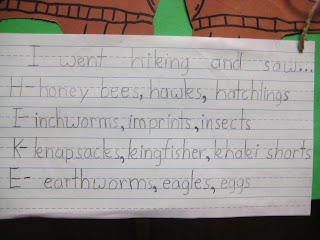 I went hiking and saw...
H- honey bees, hawks, hatchlings
I- inchworms, imprints, insects
K- knapsacks, kingfisher, khaki shorts
E- earthworms, eagles, eggs